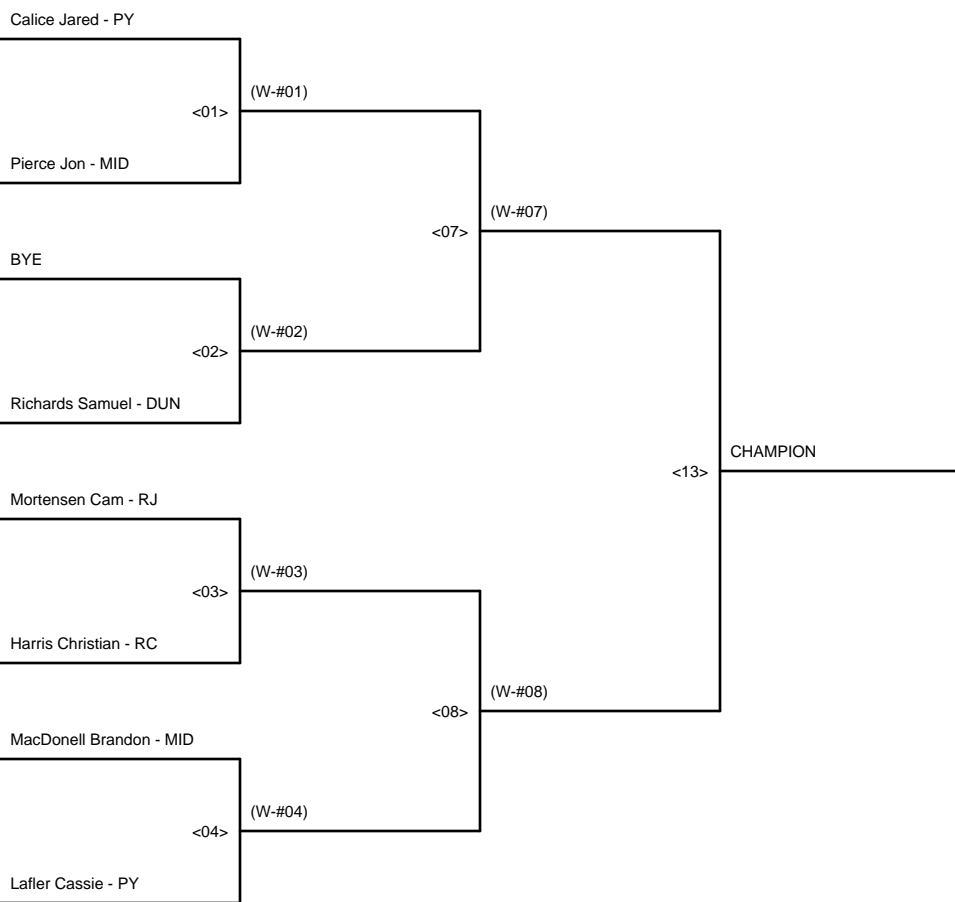 Calice Jared - PY
(W-#01)
<01>
Pierce Jon - MID
(W-#07)
<07>
BYE
(W-#02)
<02>
Richards Samuel - DUN
CHAMPION
<13>
Mortensen Cam - RJ
(W-#03)
<03>
Harris Christian - RC
(W-#08)
<08>
MacDonell Brandon - MID
(W-#04)
<04>
Lafler Cassie - PY